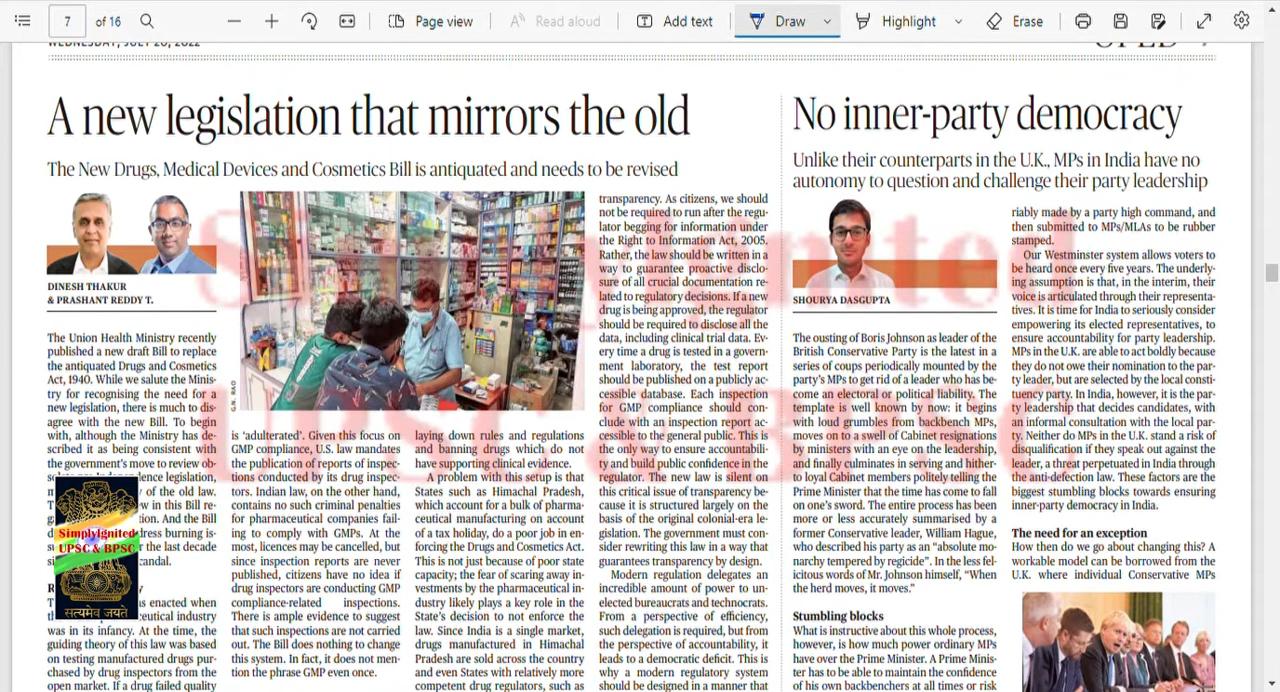 7 of 16
Page view
Read aloud
Add text
Draw
Highlight
Erase
WEDNESDAY, JULY 20, 2022
A new legislation that mirrors the old
The New Drugs, Medical Devices and Cosmetics Bill is antiquated and needs to be revised
DINESH THAKUR
& PRASHANT REDDY T.
The Union Health Ministry recently
published a new draft Bill to replace
the antiquated Drugs and Cosmetics
Act, 1940. While we salute the Minis-
try for recognising the need for a
new legislation, there is much to dis-
agree with the new Bill. To begin
with, although the Ministry has de-
scribed it as being consistent with
the government's move to review ob-
lence legislation,
of the old law.
w in this Bill re-
tion. And the Bill
dress burning is-
r the last decade
candal.
as enacted when
ceutical industry
was in its infancy. At the time, the
guiding theory of this law was based
on testing manufactured drugs pur-
chased by drug inspectors from the
open market. If a drug failed quality
SimplyIgnited
UPSC & BPSC
सत्यमेव जयते
G.N. RAO
is 'adulterated'. Given this focus on
GMP compliance, U.S. law mandates
the publication of reports of inspec-
tions conducted by its drug inspec-
tors. Indian law, on the other hand,
contains no such criminal penalties
for pharmaceutical companies fail-
ing to comply with GMPs. At the
most, licences may be cancelled, but
since inspection reports are never
published, citizens have no idea if
drug inspectors are conducting GMP
compliance-related inspections.
There is ample evidence to suggest
that such inspections are not carried
out. The Bill does nothing to change
this system. In fact, it does not men-
tion the phrase GMP even once.
laying down rules and regulations
and banning drugs which do not
have supporting clinical evidence.
A problem with this setup is that
States such as Himachal Pradesh,
which account for a bulk of pharma-
ceutical manufacturing on account
of a tax holiday, do a poor job in en-
forcing the Drugs and Cosmetics Act.
This is not just because of poor state
capacity; the fear of scaring away in-
vestments by the pharmaceutical in-
dustry likely plays a key role in the
State's decision to not enforce the
law. Since India is a single market,
drugs manufactured in Himachal
Pradesh are sold across the country
and even States with relatively more
competent drug regulators, such as
transparency. As citizens, we should
not be required to run after the regu-
lator begging for information under
the Right to Information Act, 2005.
Rather, the law should be written in a
way to guarantee proactive disclo-
sure of all crucial documentation re-
lated to regulatory decisions. If a new
drug is being approved, the regulator
should be required to disclose all the
data, including clinical trial data. Ev-
ery time a drug is tested in a govern-
ment laboratory, the test report
should be published on a publicly ac-
cessible database. Each inspection
for GMP compliance should con-
clude with an inspection report ac-
cessible to the general public. This is
the only way to ensure accountabili-
ty and build public confidence in the
regulator. The new law is silent on
this critical issue of transparency be-
cause it is structured largely on the
basis of the original colonial-era le-
gislation. The government must con-
sider rewriting this law in a way that
guarantees transparency by design.
Modern regulation delegates an
incredible amount of power to un-
elected bureaucrats and technocrats.
From a perspective of efficiency,
such delegation is required, but from
the perspective of accountability, it
leads to a democratic deficit. This is
why a modern regulatory system
should be designed in a manner that
No inner-party democracy
Unlike their counterparts in the U.K., MPs in India have no
autonomy to question and challenge their party leadership
SHOURYA DASGUPTA
The ousting of Boris Johnson as leader of the
British Conservative Party is the latest in a
series of coups periodically mounted by the
party's MPs to get rid of a leader who has be-
come an electoral or political liability. The
template is well known by now: it begins
with loud grumbles from backbench MPs,
moves on to a swell of Cabinet resignations
by ministers with an eye on the leadership,
and finally culminates in serving and hither-
to loyal Cabinet members politely telling the
Prime Minister that the time has come to fall
on one's sword. The entire process has been
more or less accurately summarised by a
former Conservative leader, William Hague,
who described his party as an "absolute mo-
narchy tempered by regicide". In the less fe-
licitous words of Mr. Johnson himself, "When
the herd moves, it moves."
Stumbling blocks
What is instructive about this whole process,
however, is how much power ordinary MPs
have over the Prime Minister. A Prime Minis-
ter has to be able to maintain the confidence
of his own backbenchers at all times or risk
riably made by a party high command, and
then submitted to MPs/MLAs to be rubber
stamped.
Our Westminster system allows voters to
be heard once every five years. The underly-
ing assumption is that, in the interim, their
voice is articulated through their representa-
tives. It is time for India to seriously consider
empowering its elected representatives, to
ensure accountability for party leadership.
MPs in the U.K. are able to act boldly because
they do not owe their nomination to the par-
ty leader, but are selected by the local consti-
tuency party. In India, however, it is the par-
ty leadership that decides candidates, with
an informal consultation with the local par-
ty. Neither do MPs in the U.K. stand a risk of
disqualification if they speak out against the
leader, a threat perpetuated in India through
the anti-defection law. These factors are the
biggest stumbling blocks towards ensuring
inner-party democracy in India.
The need for an exception
How then do we go about changing this? A
workable model can be borrowed from the
U.K. where individual Conservative MPs